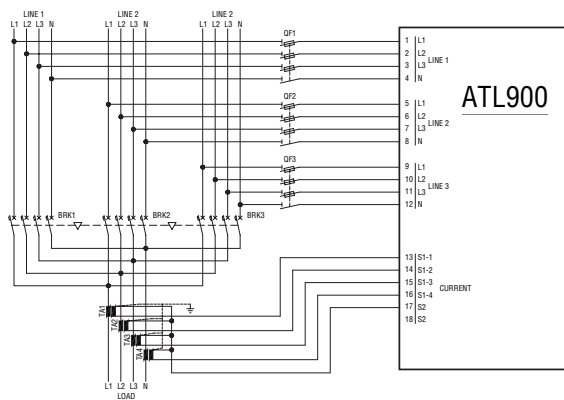 LINE 1 LINE 2 LINE 2
L1 L2 L3 N L1 L2 L3 N L1 L2 L3 N
QF1
1 L1
2 L2
3 L3
4 N
LINE 1
ATL900
QF2
5 L1
6 L2
7 L3
8 N
LINE 2
QF3
9 L1
10 L2
11 L3
12 N
LINE 3
BRK1 BRK2 BRK3
13 S1-1
14 S1-2
15 S1-3
16 S1-4
17 S2
18 S2
CURRENT
TA1
TA2
TA3
TA4
L1 L2 L3 N
LOAD